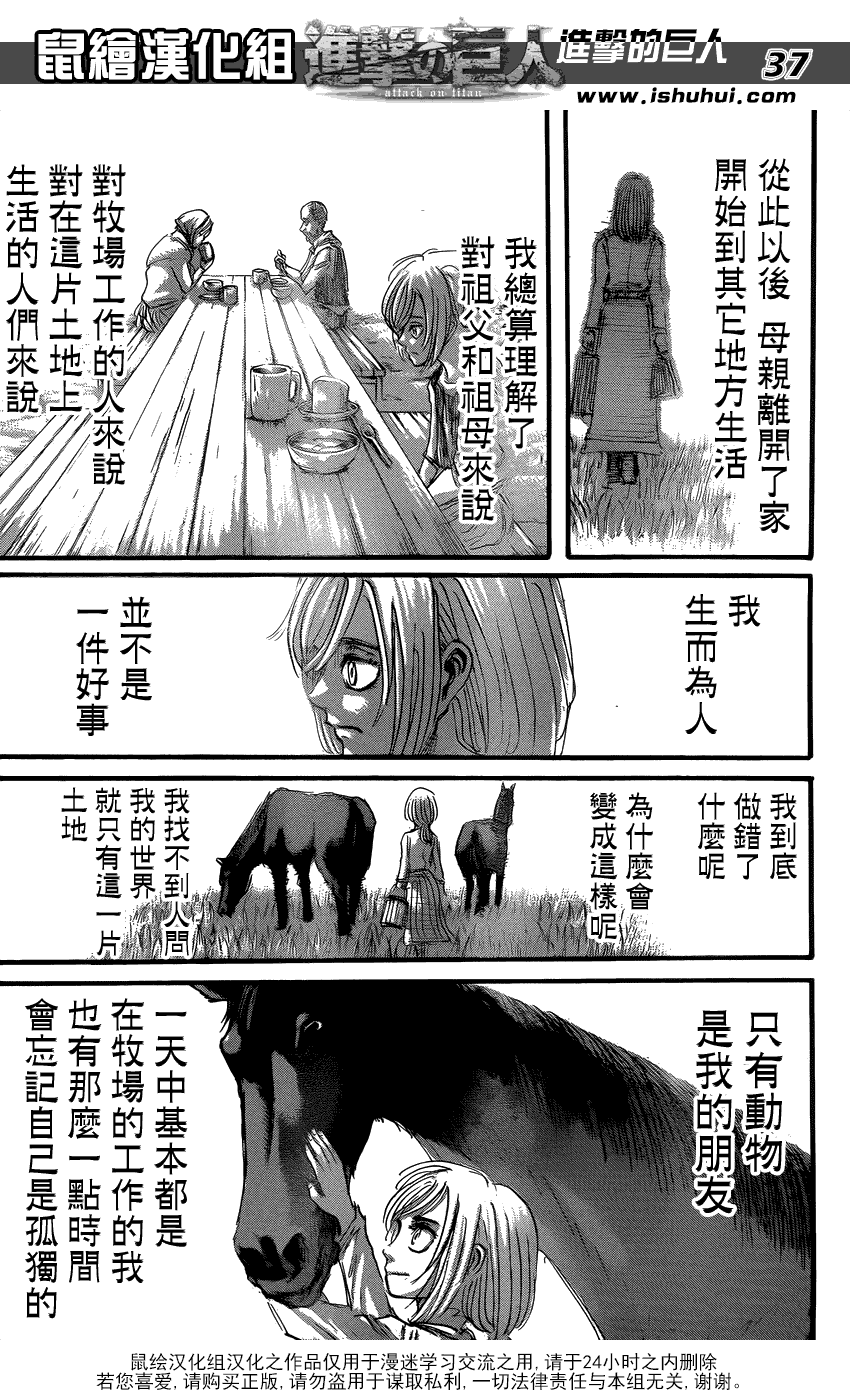 鼠繪漢化組
進撃の巨人
attack on titan
進擊的巨人
37
www.ishuhui.com
從此以後 母親離開了家
開始到其它地方生活
我總算理解了
對祖父和祖母來說
對牧場工作的人來說
對在這片土地上
生活的人們來說
我
生而為人
並不是
一件好事
我到底
做錯了
什麼呢
為什麼會
變成這樣呢
我找不到人問
我的世界
就只有這一片
土地
只有動物
是我的朋友
一天中基本都是
在牧場的工作的我
也有那麼一點時間
會忘記自己是孤獨的
鼠绘汉化组汉化之作品仅用于漫迷学习交流之用,请于24小时之内删除
若您喜爱,请购买正版,请勿盗用于谋取私利,一切法律责任与本组无关,谢谢。